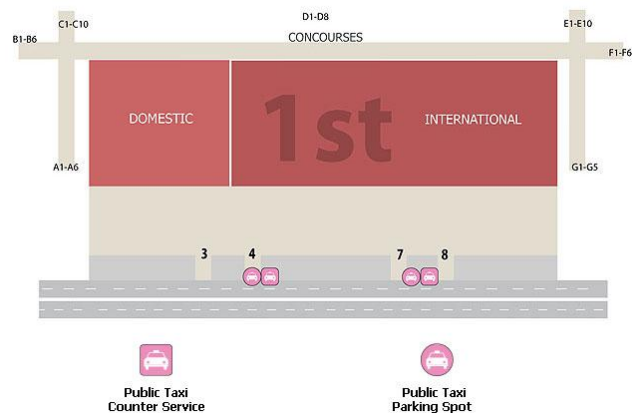 D1-D8
C1-C10
E1-E10
B1-B6
CONCOURSES
F1-F6
1st
DOMESTIC
INTERNATIONAL
A1-A6
G1-G5
3
4
7
8
Public Taxi
Counter Service
Public Taxi
Parking Spot